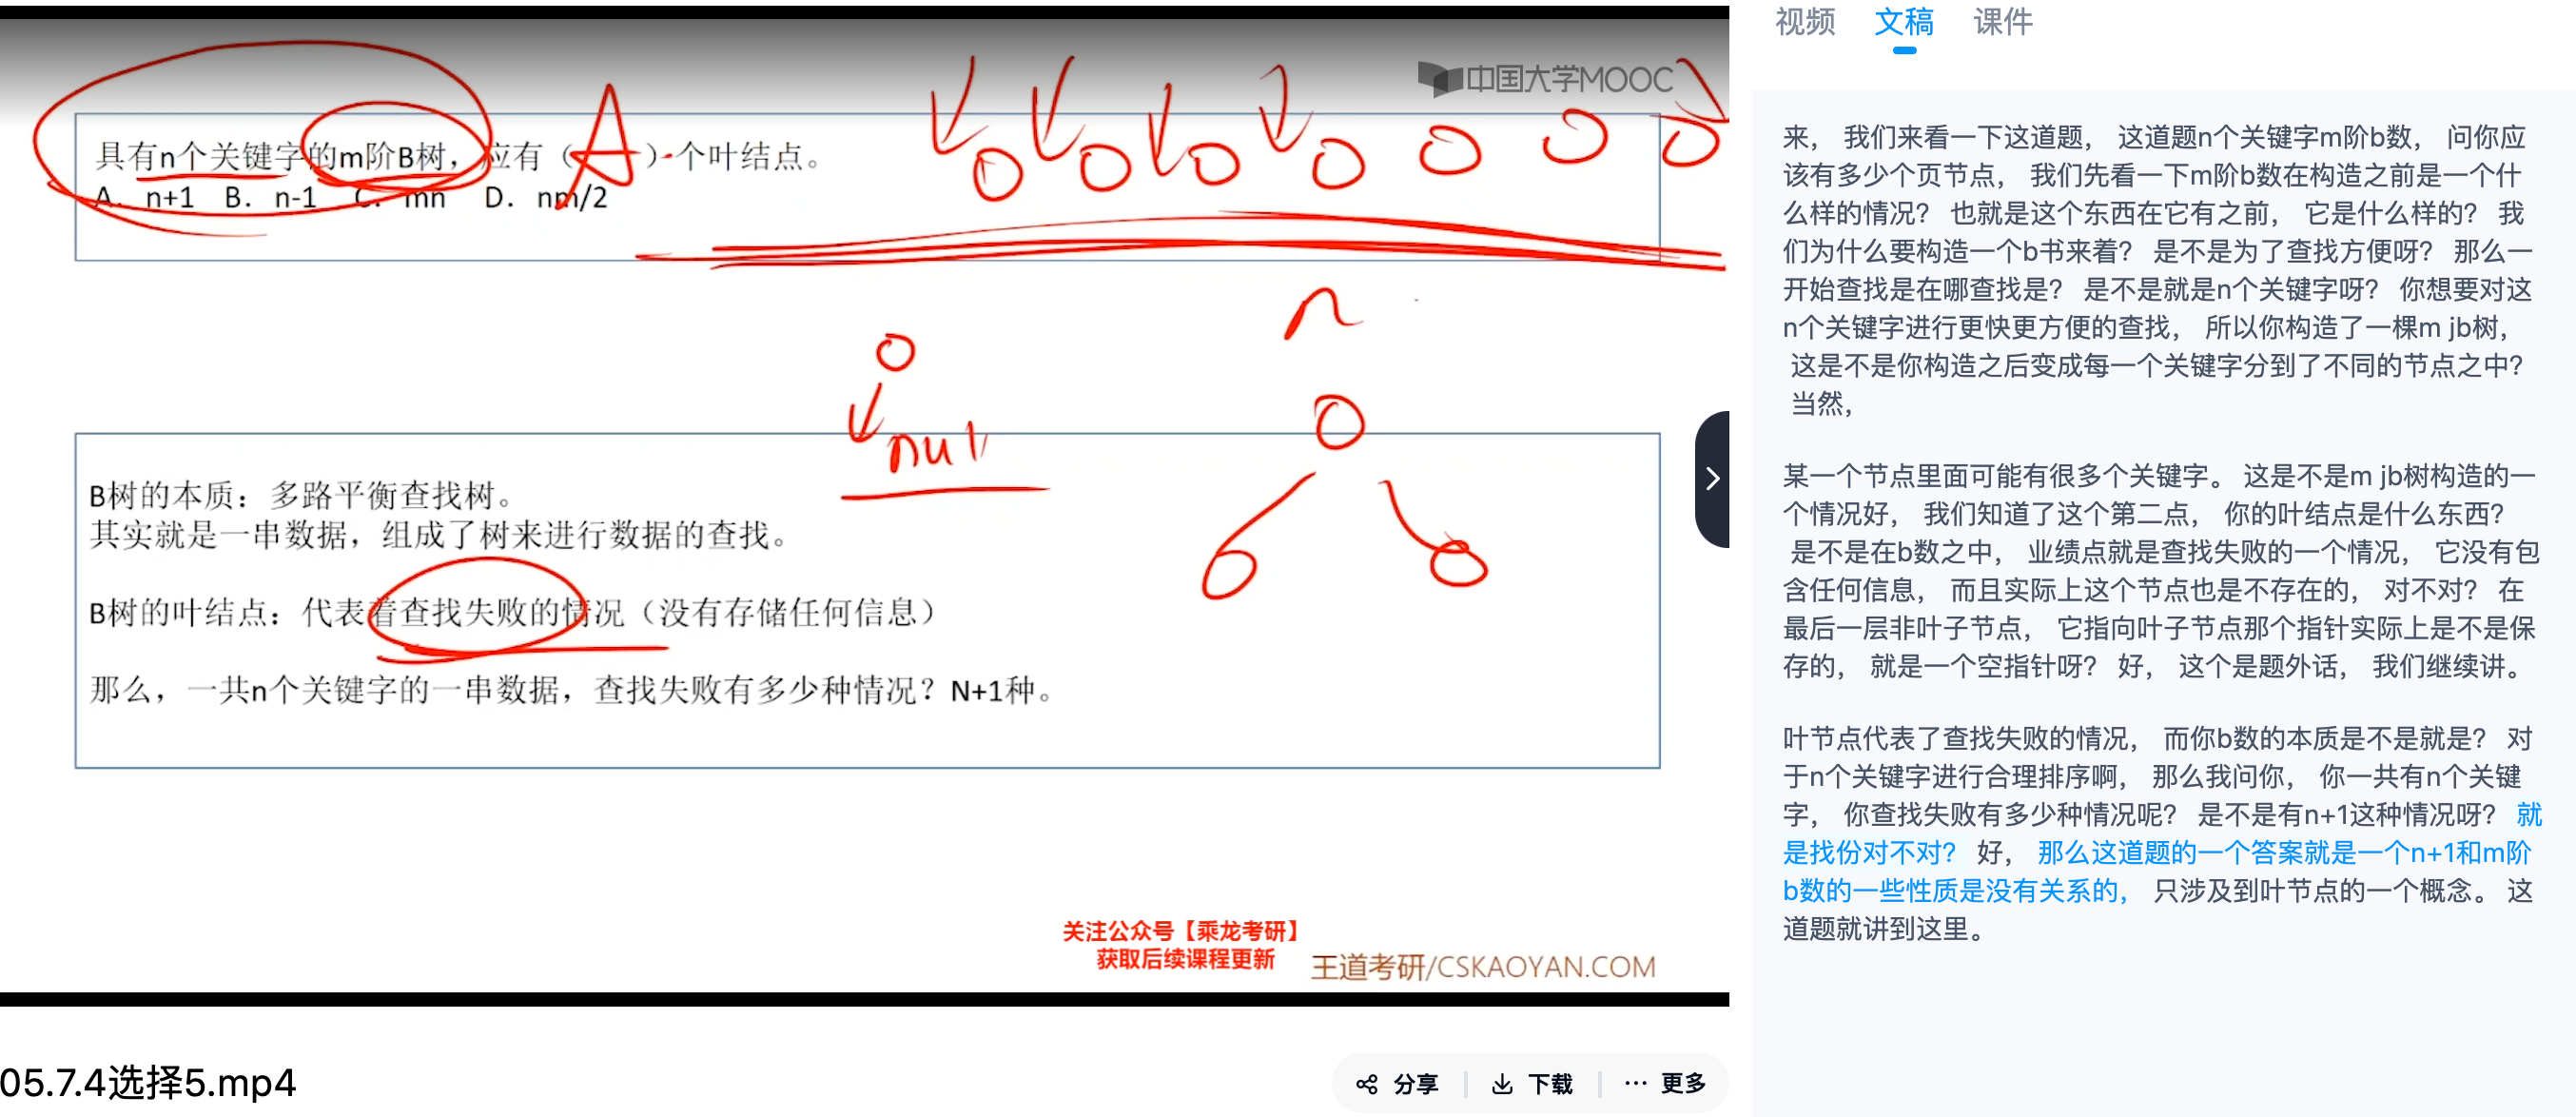 中国大学MOOC
具有n个关键字的m阶B树，应有（A）个叶结点。
A. n+1 B. n-1 C. mn D. nm/2
n
null
B树的本质：多路平衡查找树。
其实就是一串数据，组成了树来进行数据的查找。
B树的叶结点：代表着查找失败的情况（没有存储任何信息）
那么，一共n个关键字的一串数据，查找失败有多少种情况？N+1种。
关注公众号【乘龙考研】
获取后续课程更新
王道考研/CSKAOYAN.COM
05.7.4选择5.mp4
分享
下载
更多
视频 文稿 课件
来， 我们来看一下这道题， 这道题n个关键字m阶b数， 问你应
该有多少个页节点， 我们先看一下m阶b数在构造之前是一个什
么样的情况？ 也就是这个东西在它有之前， 它是什么样的？ 我
们为什么要构造一个b书来着？ 是不是为了查找方便呀？ 那么一
开始查找是在哪查找是？ 是不是就是n个关键字呀？ 你想要对这
n个关键字进行更快更方便的查找， 所以你构造了一棵m jb树，
这是不是你构造之后变成每一个关键字分到了不同的节点之中？
当然，
某一个节点里面可能有很多个关键字。 这是不是m jb树构造的一
个情况好， 我们知道了这个第二点， 你的叶结点是什么东西？
是不是在b数之中， 业绩点就是查找失败的一个情况， 它没有包
含任何信息， 而且实际上这个节点也是不存在的， 对不对？ 在
最后一层非叶子节点， 它指向叶子节点那个指针实际上是不是保
存的， 就是一个空指针呀？ 好， 这个是题外话， 我们继续讲。
叶节点代表了查找失败的情况， 而你b数的本质是不是就是？ 对
于n个关键字进行合理排序啊， 那么我问你， 你一共有n个关键
字， 你查找失败有多少种情况呢？ 是不是有n+1这种情况呀？ 就
是找份对不对？ 好， 那么这道题的一个答案就是一个n+1和m阶
b数的一些性质是没有关系的， 只涉及到叶节点的一个概念。 这
道题就讲到这里。